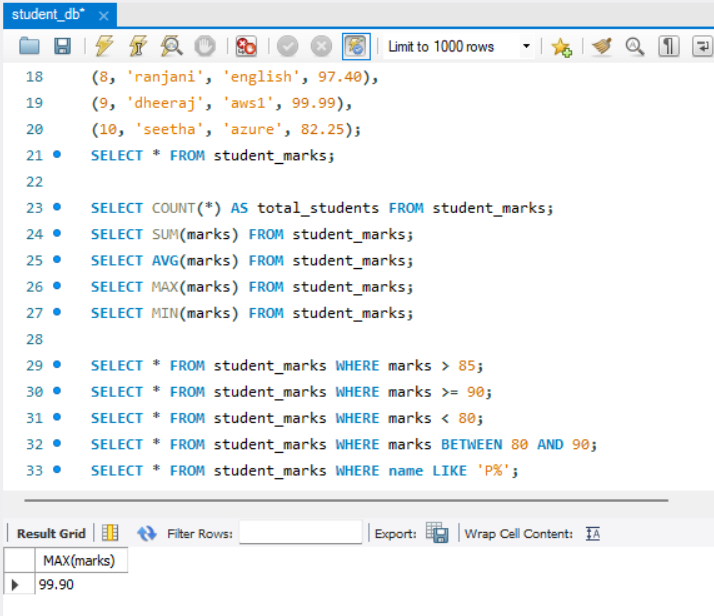 student_db*
Limit to 1000 rows
18 (8, 'ranjani', 'english', 97.40),
19 (9, 'dheeraj', 'aws1', 99.99),
20 (10, 'seetha', 'azure', 82.25);
21 SELECT * FROM student_marks;
22
23 SELECT COUNT(*) AS total_students FROM student_marks;
24 SELECT SUM(marks) FROM student_marks;
25 SELECT AVG(marks) FROM student_marks;
26 SELECT MAX(marks) FROM student_marks;
27 SELECT MIN(marks) FROM student_marks;
28
29 SELECT * FROM student_marks WHERE marks > 85;
30 SELECT * FROM student_marks WHERE marks >= 90;
31 SELECT * FROM student_marks WHERE marks < 80;
32 SELECT * FROM student_marks WHERE marks BETWEEN 80 AND 90;
33 SELECT * FROM student_marks WHERE name LIKE 'P%';
Result Grid Filter Rows: Export: Wrap Cell Content:
MAX(marks)
99.90